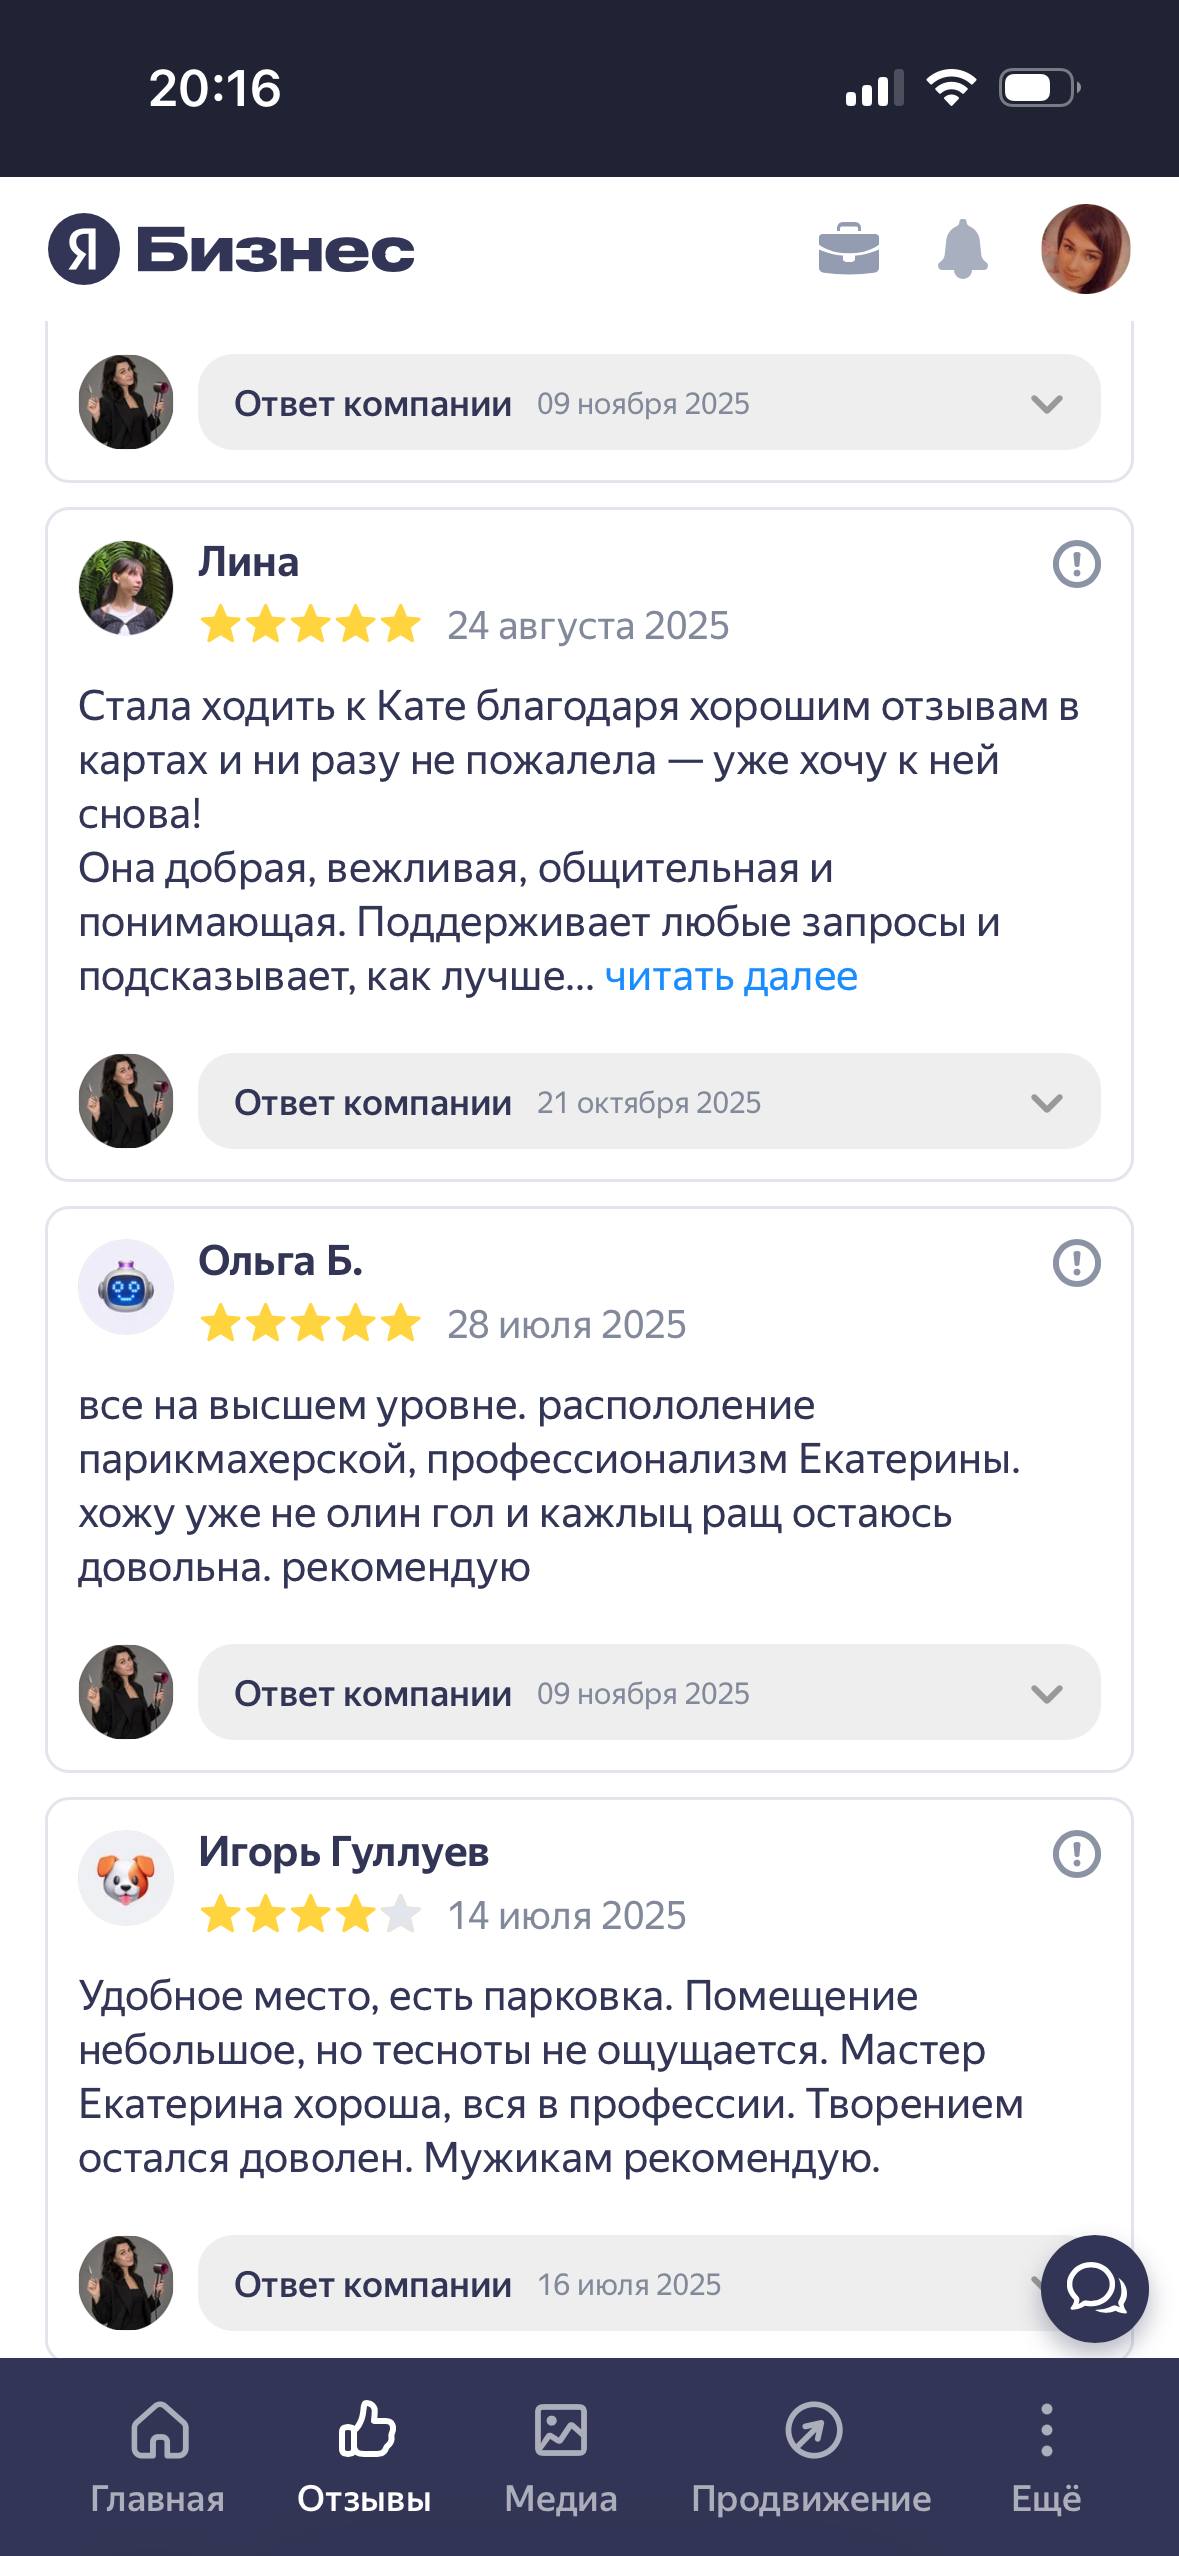 20:16
Я Бизнес
Ответ компании 09 ноября 2025
Лина
24 августа 2025
Стала ходить к Кате благодаря хорошим отзывам в
картах и ни разу не пожалела — уже хочу к ней
снова!
Она добрая, вежливая, общительная и
понимающая. Поддерживает любые запросы и
подсказывает, как лучше... читать далее
Ответ компании 21 октября 2025
Ольга Б.
28 июля 2025
все на высшем уровне. распололение
парикмахерской, профессионализм Екатерины.
хожу уже не олин гол и кажлыц ращ остаюсь
довольна. рекомендую
Ответ компании 09 ноября 2025
Игорь Гуллуев
14 июля 2025
Удобное место, есть парковка. Помещение
небольшое, но тесноты не ощущается. Мастер
Екатерина хороша, вся в профессии. Творением
остался доволен. Мужикам рекомендую.
Ответ компании 16 июля 2025
Главная Отзывы Медиа Продвижение Ещё